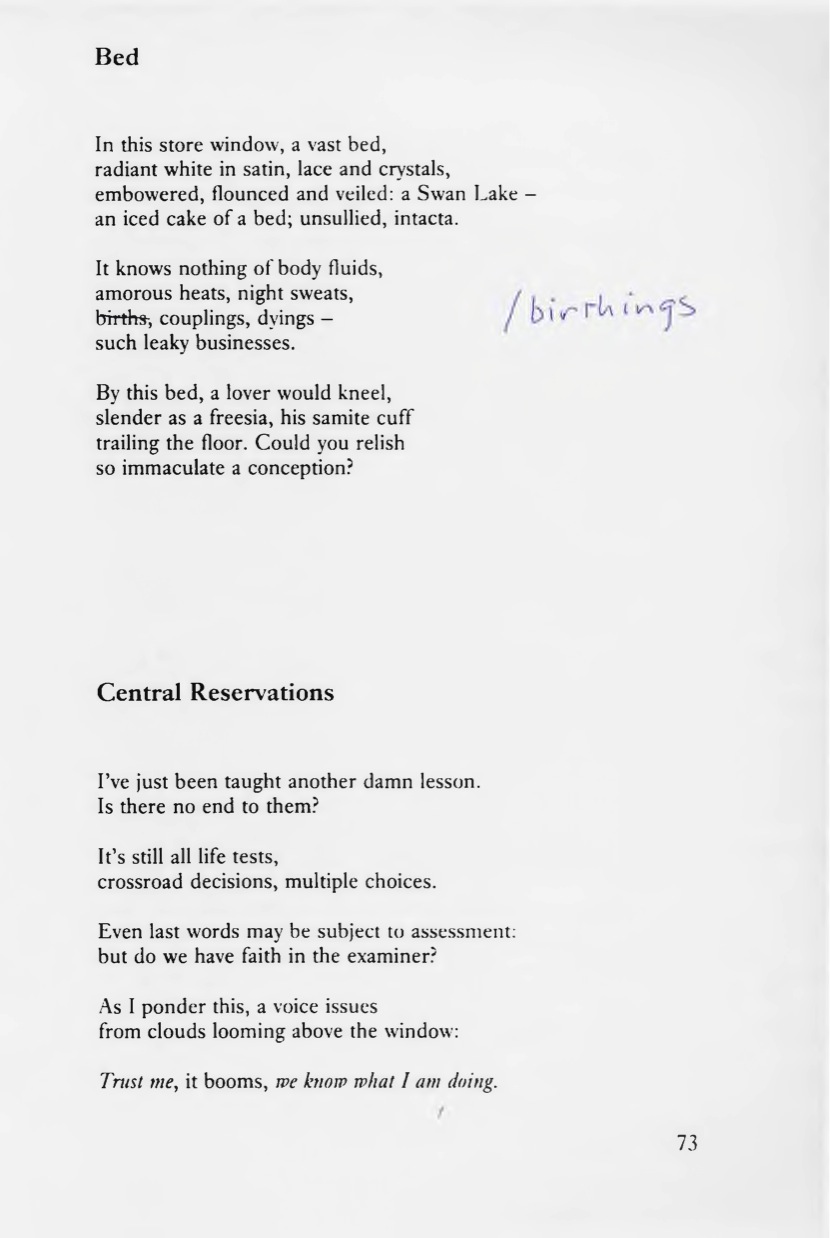 Bed
In this store window, a vast bed,
radiant white in satin, lace and crystals,
embowered, flounced and veiled: a Swan Lake –
an iced cake of a bed; unsullied, intacta.
It knows nothing of body fluids,
amorous heats, night sweats,
births, couplings, dyings – /birthings
such leaky businesses.
By this bed, a lover would kneel,
slender as a freesia, his samite cuff
trailing the floor. Could you relish
so immaculate a conception?
Central Reservations
I've just been taught another damn lesson.
Is there no end to them?
It's still all life tests,
crossroad decisions, multiple choices.
Even last words may be subject to assessment:
but do we have faith in the examiner?
As I ponder this, a voice issues
from clouds looming above the window:
Trust me, it booms, we know what I am doing.
73